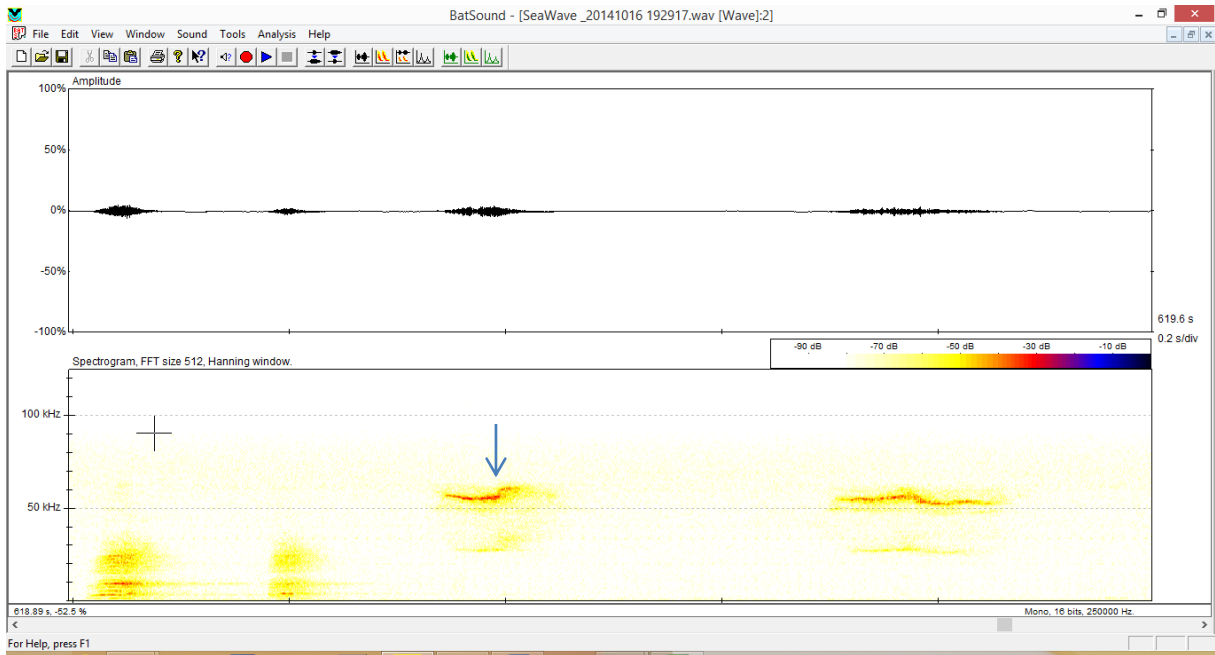 BatSound - [SeaWave _20141016 192917.wav [Wave]:2]
File Edit View Window Sound Tools Analysis Help
Amplitude
100%
50%
0%
-50%
-100%
619.6 s
0.2 s/div
-90 dB -70 dB -50 dB -30 dB -10 dB
Spectrogram, FFT size 512, Hanning window.
100 kHz
50 kHz
618.89 s, -52.5 %
Mono, 16 bits, 250000 Hz.
For Help, press F1